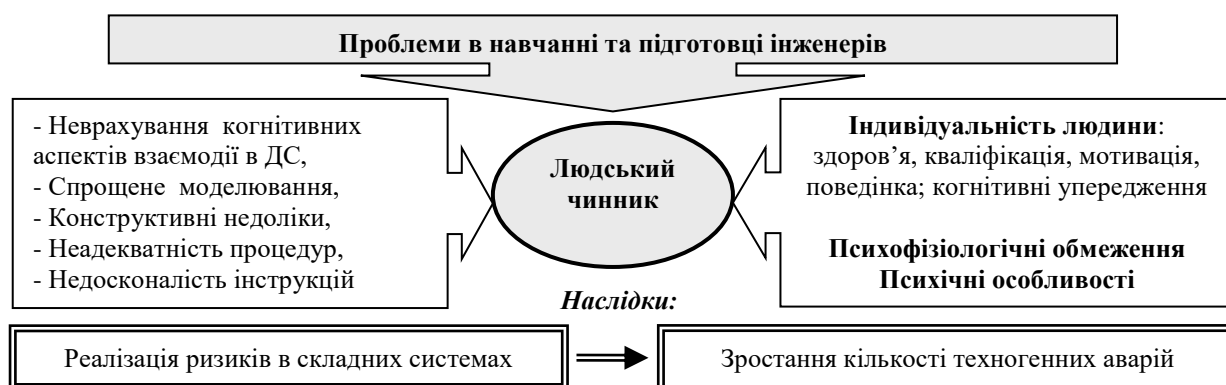 Проблеми в навчанні та підготовці інженерів
- Неврахування когнітивних
аспектів взаємодії в ДС,
- Спрощене моделювання,
- Конструктивні недоліки,
- Неадекватність процедур,
- Недосконалість інструкцій
Людський
чинник
Індивідуальність людини:
здоров’я, кваліфікація, мотивація,
поведінка; когнітивні упередження
Психофізіологічні обмеження
Психічні особливості
Наслідки:
Реалізація ризиків в складних системах
Зростання кількості техногенних аварій